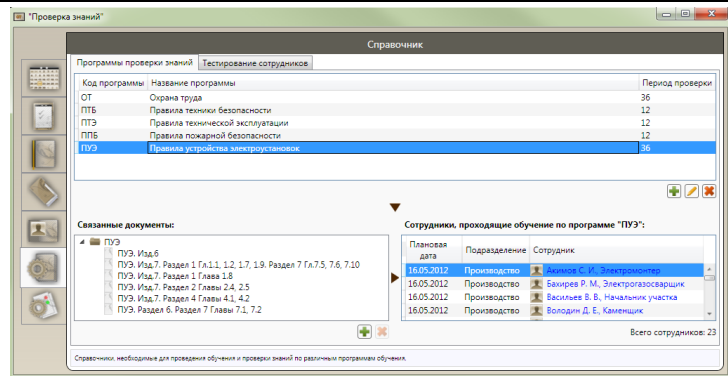 "Проверка знаний"
Справочник
Программы проверки знаний Тестирование сотрудников
Код программы Название программы Период проверки
ОТ Охрана труда 36
ПТБ Правила техники безопасности 12
ПТЭ Правила технической эксплуатации 12
ППБ Правила пожарной безопасности 12
ПУЭ Правила устройства электроустановок 36
Связанные документы:
ПУЭ
ПУЭ. Изд.6
ПУЭ. Изд.7. Раздел 1 Гл.1.1, 1.2, 1.7, 1.9. Раздел 7 Гл.7.5, 7.6, 7.10
ПУЭ. Изд.7. Раздел 1 Глава 1.8
ПУЭ. Изд.7. Раздел 2 Главы 2.4, 2.5
ПУЭ. Изд.7. Раздел 4 Главы 4.1, 4.2
ПУЭ. Раздел 6. Раздел 7 Главы 7.1, 7.2
Сотрудники, проходящие обучение по программе "ПУЭ":
Плановая дата Подразделение Сотрудник
16.05.2012 Производство Акимов С. И., Электромонтер
16.05.2012 Производство Бахирев Р. М., Электрогазосварщик
16.05.2012 Производство Васильев В. В., Начальник участка
16.05.2012 Производство Володин Д. Е., Каменщик
Всего сотрудников: 23
Справочники, необходимые для проведения обучения и проверки знаний по различным программам обучения.